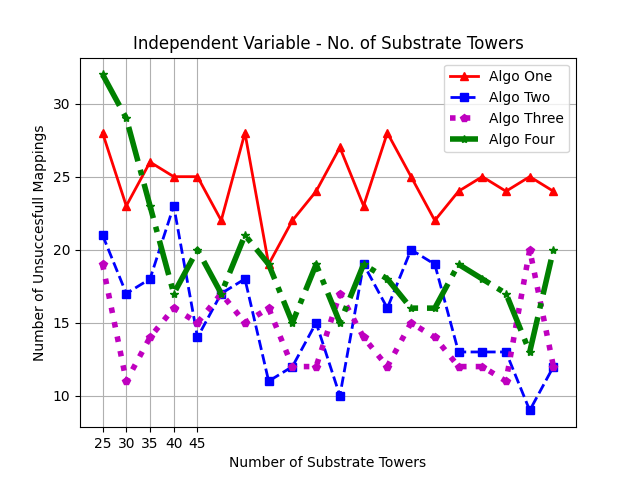 Independent Variable - No. of Substrate Towers
Algo One
Algo Two
Algo Three
Algo Four
Number of Unsuccesfull Mappings
30
25
20
15
10
25 30 35 40 45
Number of Substrate Towers